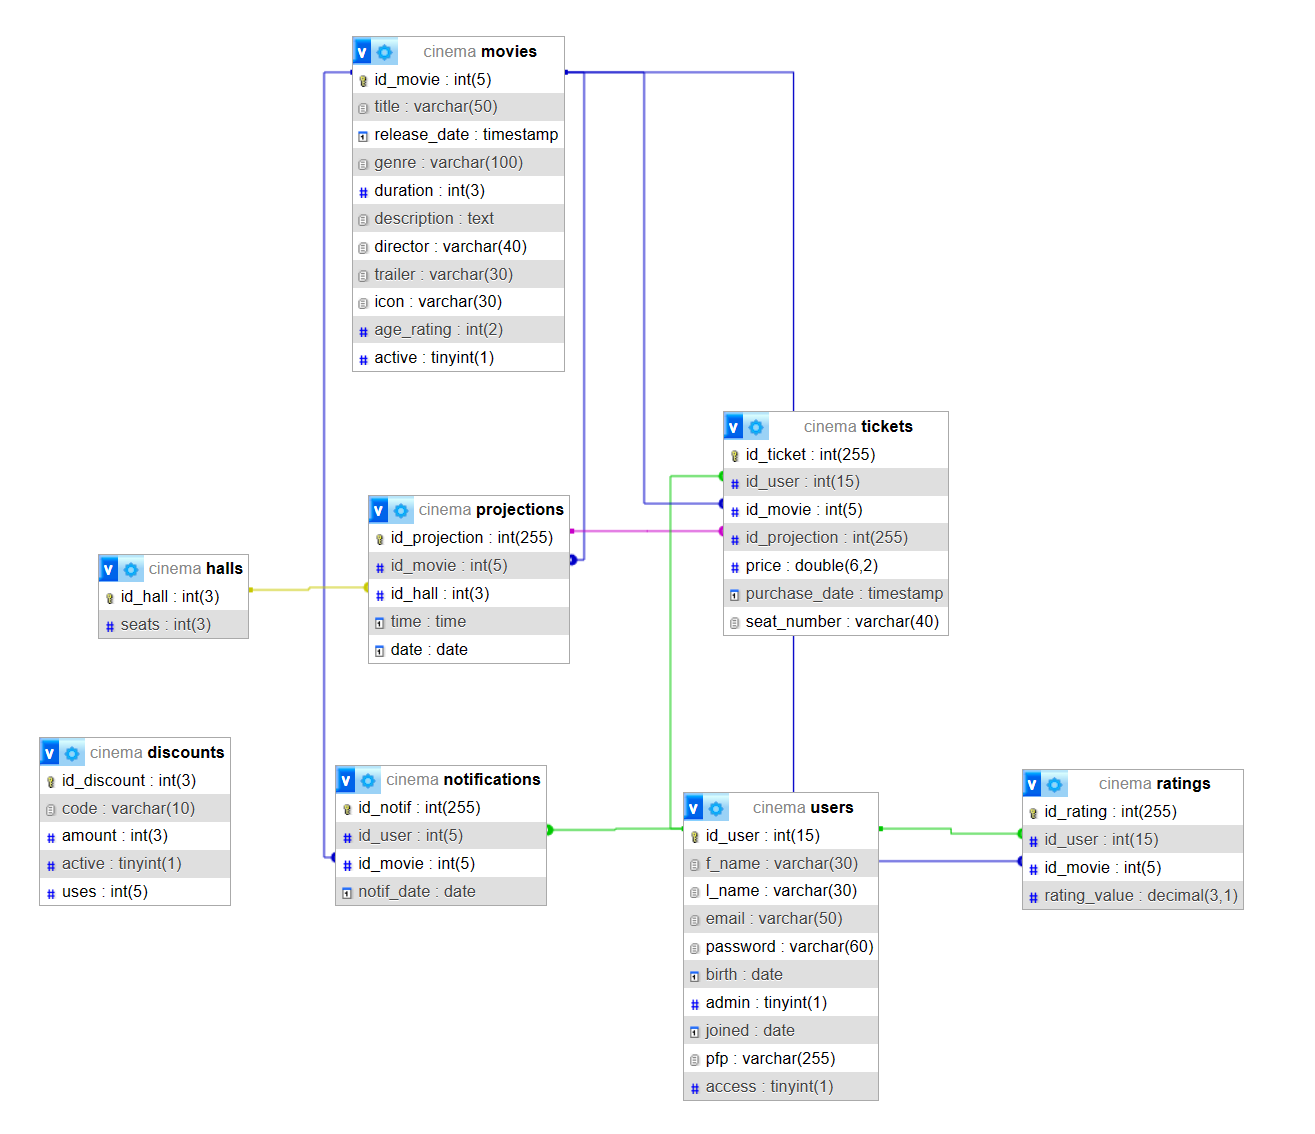 v cinema movies
id_movie : int(5)
title : varchar(50)
release_date : timestamp
genre : varchar(100)
# duration : int(3)
description : text
director : varchar(40)
trailer : varchar(30)
icon : varchar(30)
# age_rating : int(2)
# active : tinyint(1)
v cinema tickets
id_ticket : int(255)
# id_user : int(15)
# id_movie : int(5)
# id_projection : int(255)
# price : double(6,2)
purchase_date : timestamp
seat_number : varchar(40)
v cinema projections
id_projection : int(255)
# id_movie : int(5)
# id_hall : int(3)
time : time
date : date
v cinema halls
id_hall : int(3)
# seats : int(3)
v cinema discounts
id_discount : int(3)
code : varchar(10)
# amount : int(3)
# active : tinyint(1)
# uses : int(5)
v cinema notifications
id_notif : int(255)
# id_user : int(5)
# id_movie : int(5)
notif_date : date
v cinema users
id_user : int(15)
f_name : varchar(30)
l_name : varchar(30)
email : varchar(50)
password : varchar(60)
birth : date
# admin : tinyint(1)
joined : date
pfp : varchar(255)
# access : tinyint(1)
v cinema ratings
id_rating : int(255)
# id_user : int(15)
# id_movie : int(5)
# rating_value : decimal(3,1)